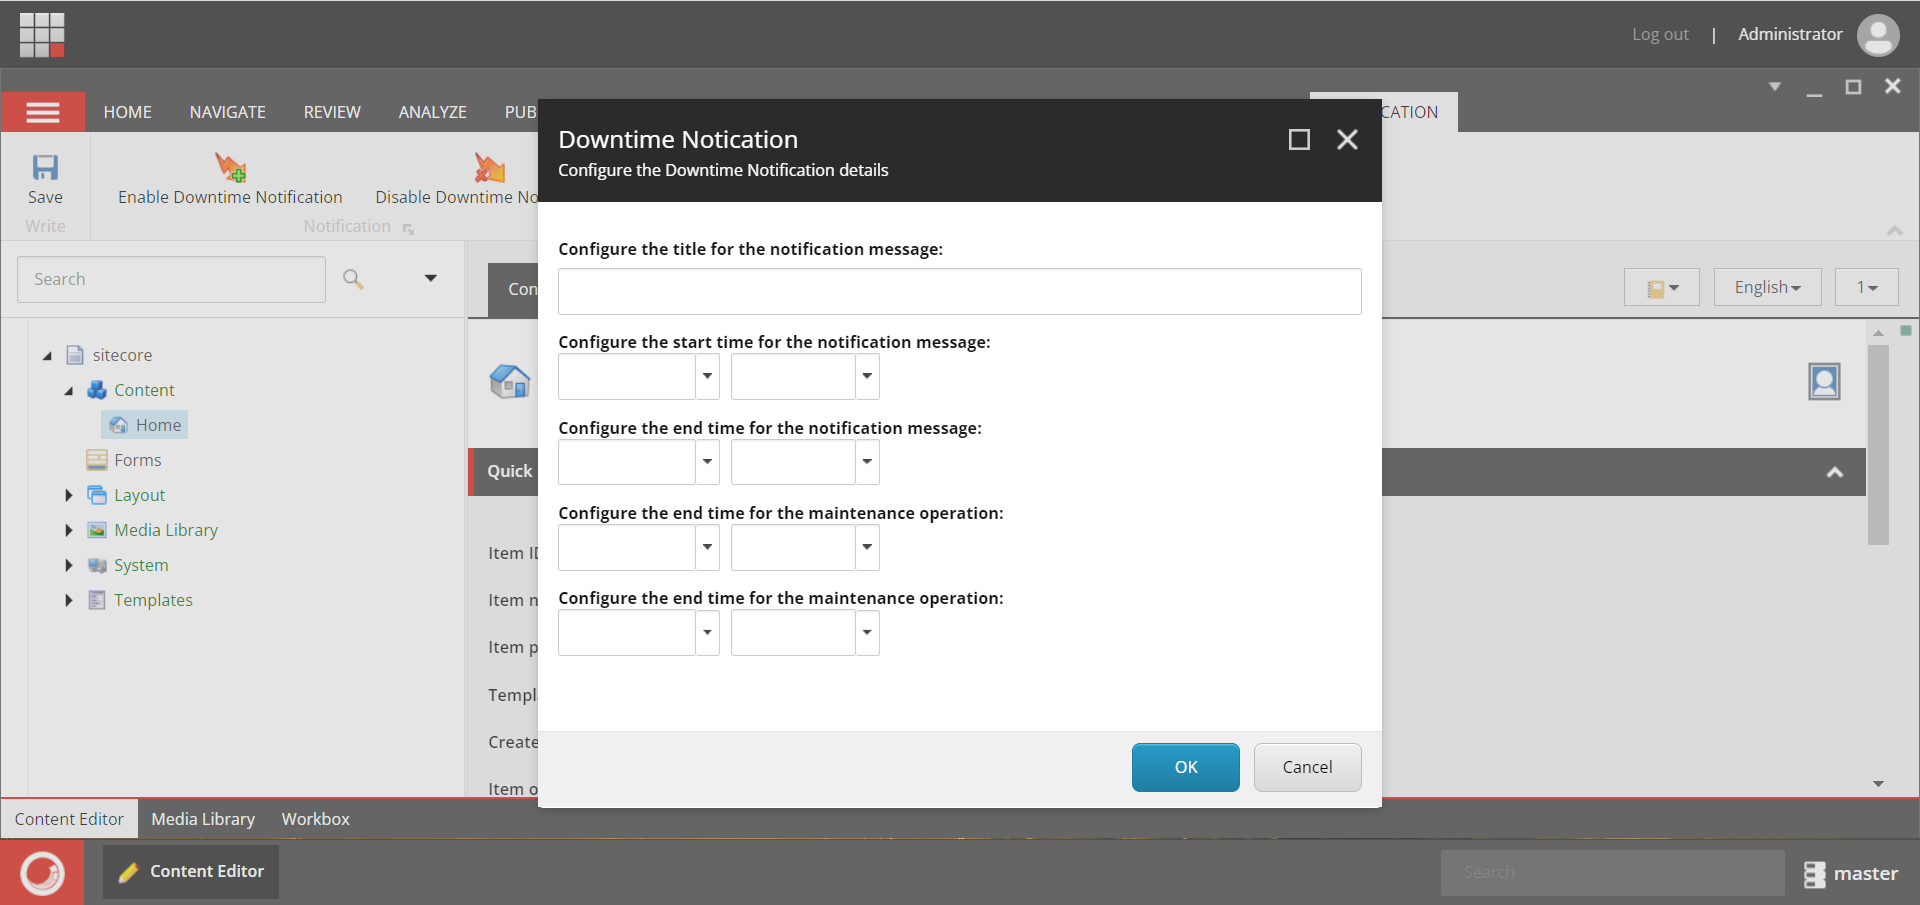 Log out | Administrator
HOME NAVIGATE REVIEW ANALYZE PUB CATION
Save
Write
Enable Downtime Notification
Disable Downtime No
Notification
Search
sitecore
Content
Home
Forms
Layout
Media Library
System
Templates
Con
English
1
Quick
Item ID
Item n
Item p
Templ
Create
Item o
Downtime Notication
Configure the Downtime Notification details
Configure the title for the notification message:
Configure the start time for the notification message:
Configure the end time for the notification message:
Configure the end time for the maintenance operation:
Configure the end time for the maintenance operation:
OK Cancel
Content Editor Media Library Workbox
Content Editor
Search
master